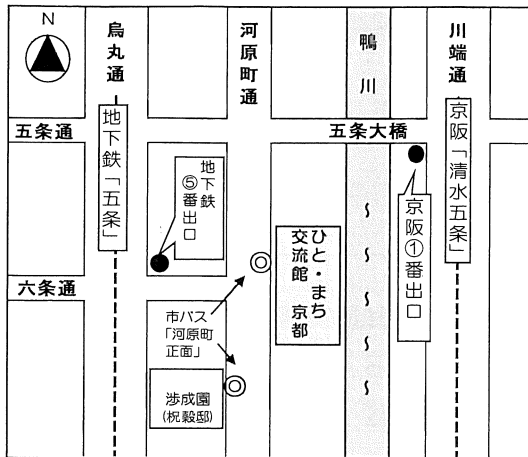 N
烏丸通
河原町通
鴨川
川端通
五条通
五条大橋
地下鉄「五条」
地下鉄
⑤番出口
京阪「清水五条」
京阪①番出口
ひと・まち
交流館 京都
六条通
市バス
「河原町
正面」
渉成園
(枳殻邸)